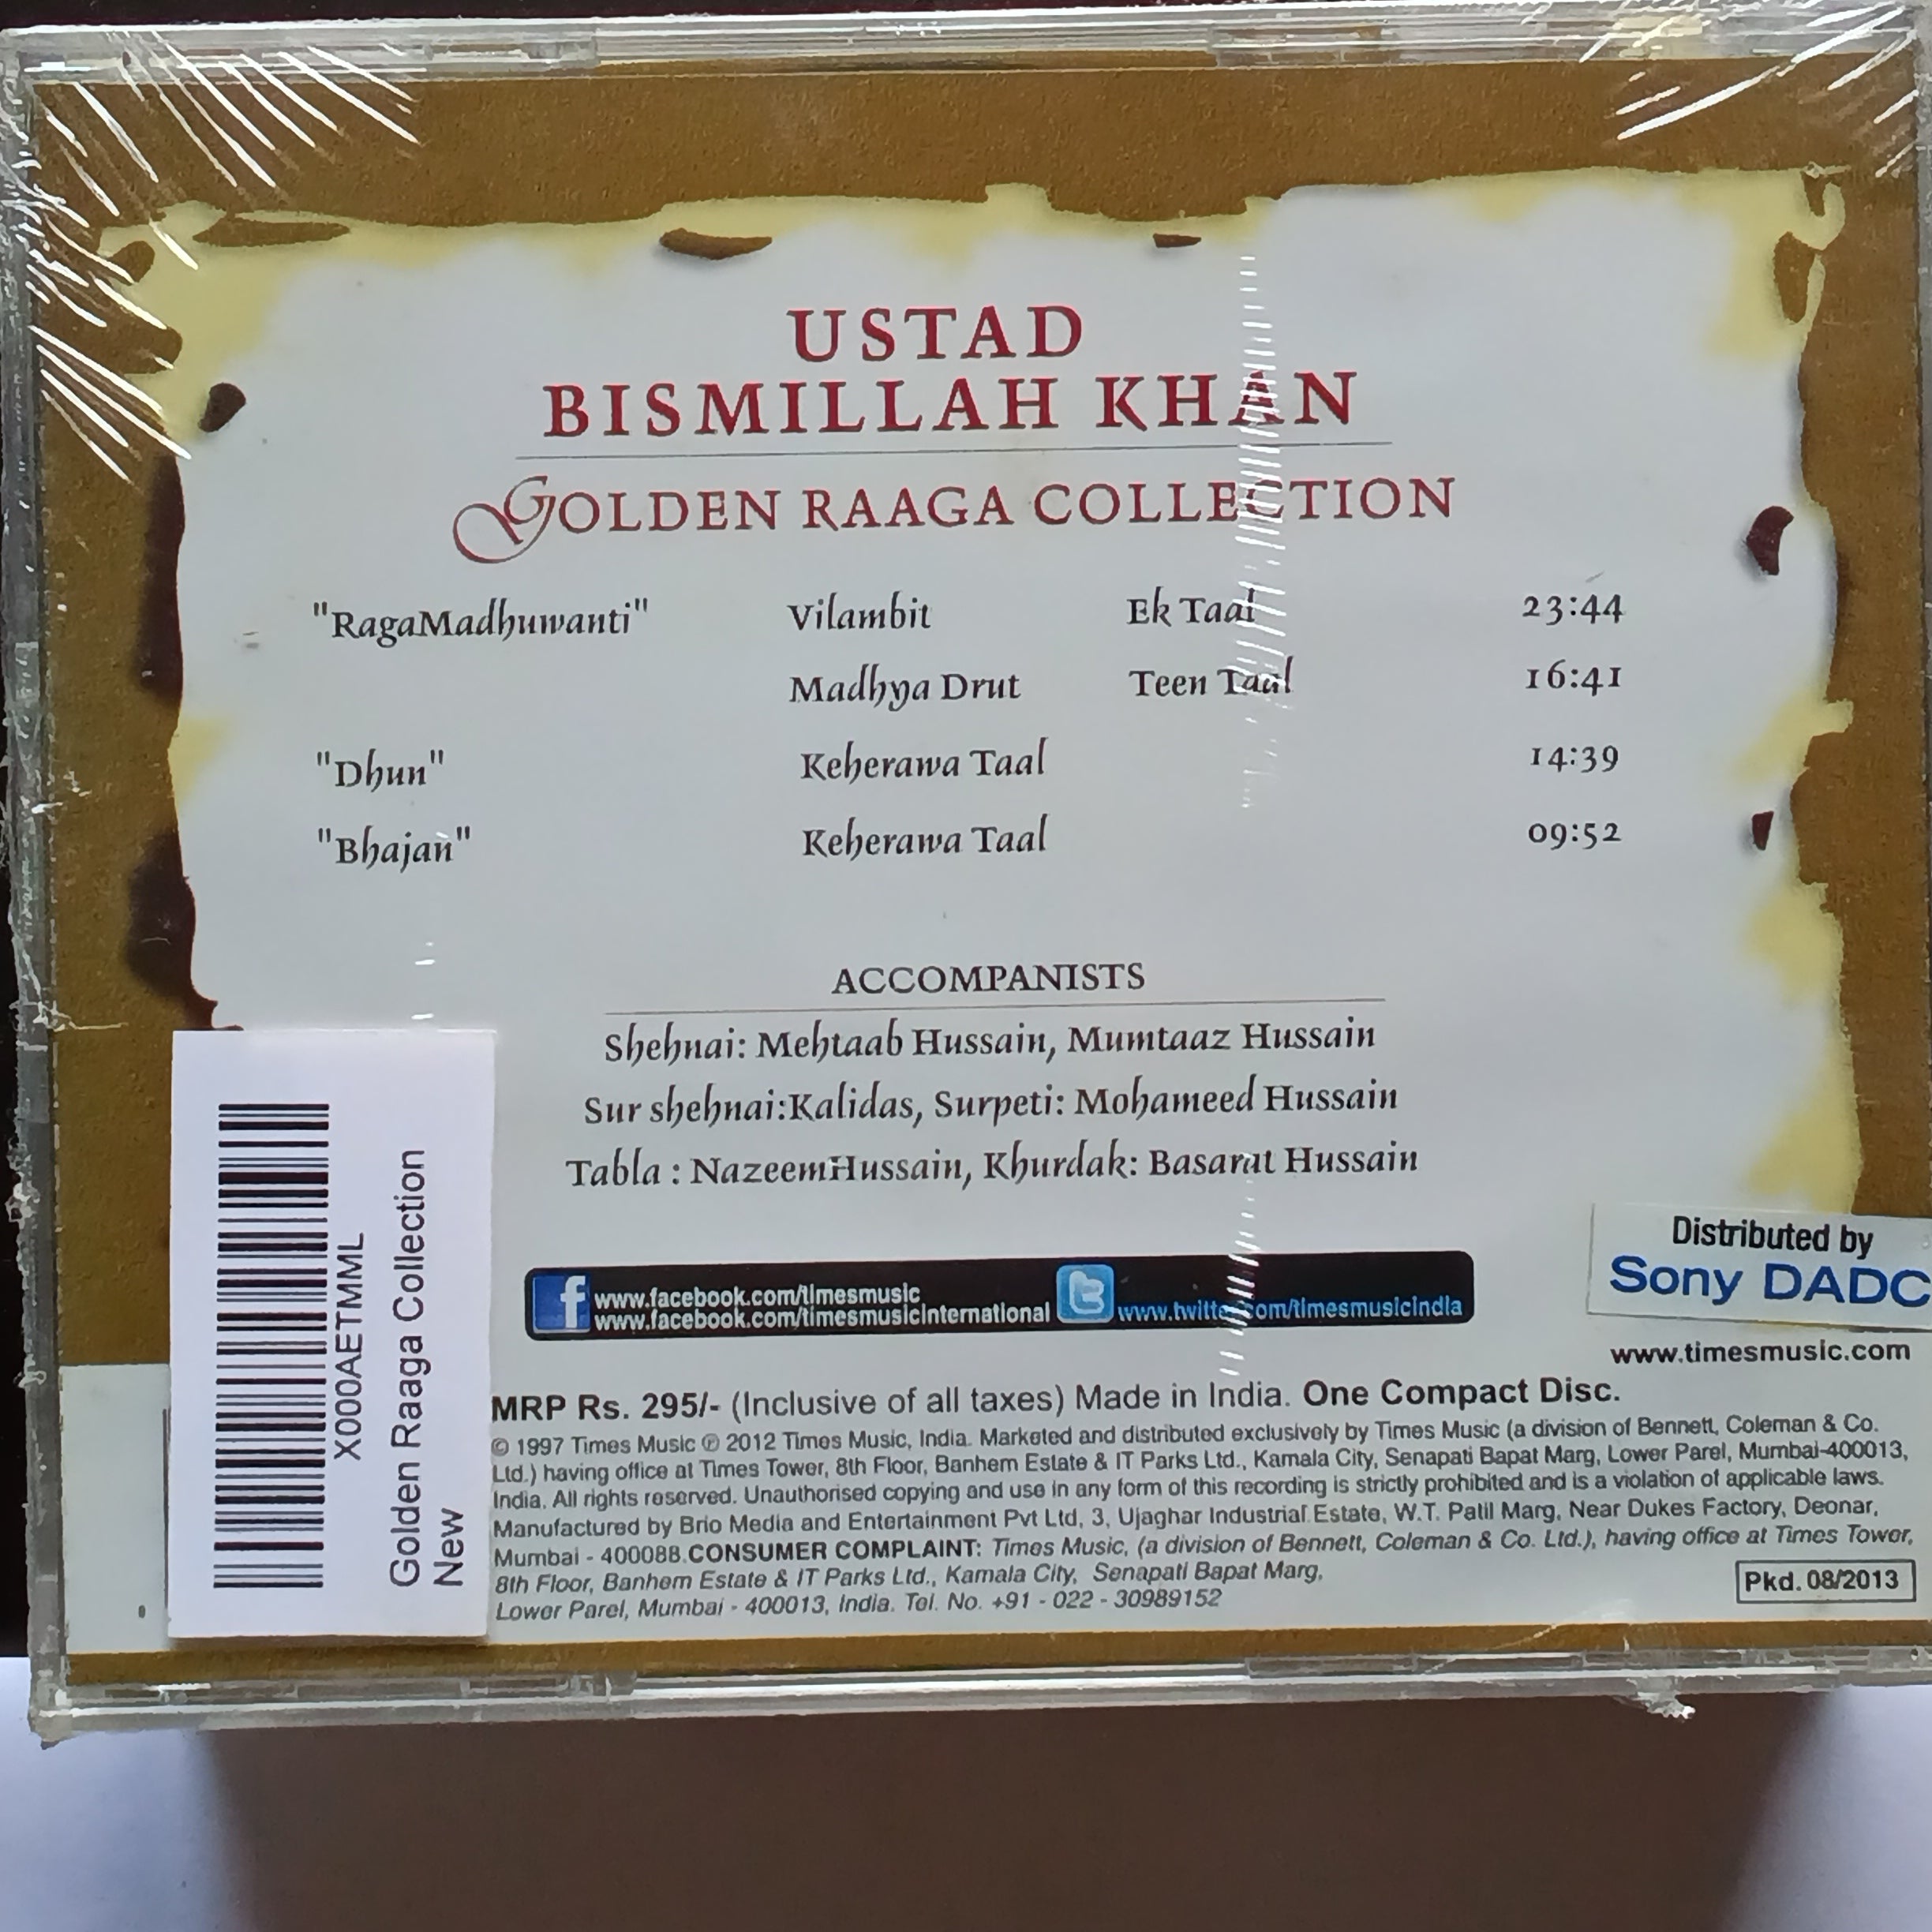 USTAD
BISMILLAH KHAN
GOLDEN RAAGA COLLECTION
"RagaMadhuwanti" Vilambit Ek Taal 23:44
Madhya Drut Teen Taal 16:41
"Dhun" Keherawa Taal 14:39
"Bhajan" Keherawa Taal 09:52
ACCOMPANISTS
Shehnai: Mehtaab Hussain, Mumtaaz Hussain
Sur shehnai:Kalidas, Surpeti: Mohameed Hussain
Tabla : NazeemHussain, Khurdak: Basarat Hussain
www.facebook.com/timesmusic
www.facebook.com/timesmusicinternational
www.twitter.com/timesmusicindia
Distributed by
Sony DADC
www.timesmusic.com
X000AETMML
Golden Raaga Collection
New
MRP Rs. 295/- (Inclusive of all taxes) Made in India. One Compact Disc.
© 1997 Times Music ℗ 2012 Times Music, India. Marketed and distributed exclusively by Times Music (a division of Bennett, Coleman & Co.
Ltd.) having office at Times Tower, 8th Floor, Banhem Estate & IT Parks Ltd., Kamala City, Senapati Bapat Marg, Lower Parel, Mumbai-400013,
India. All rights reserved. Unauthorised copying and use in any form of this recording is strictly prohibited and is a violation of applicable laws.
Manufactured by Brio Media and Entertainment Pvt Ltd, 3, Ujaghar Industrial Estate, W.T. Patil Marg, Near Dukes Factory, Deonar,
Mumbai - 400088.CONSUMER COMPLAINT: Times Music, (a division of Bennett, Coleman & Co. Ltd.), having office at Times Tower,
8th Floor, Banhem Estate & IT Parks Ltd., Kamala City, Senapati Bapat Marg,
Lower Parel, Mumbai - 400013, India. Tel. No. +91 - 022 - 30989152
Pkd. 08/2013